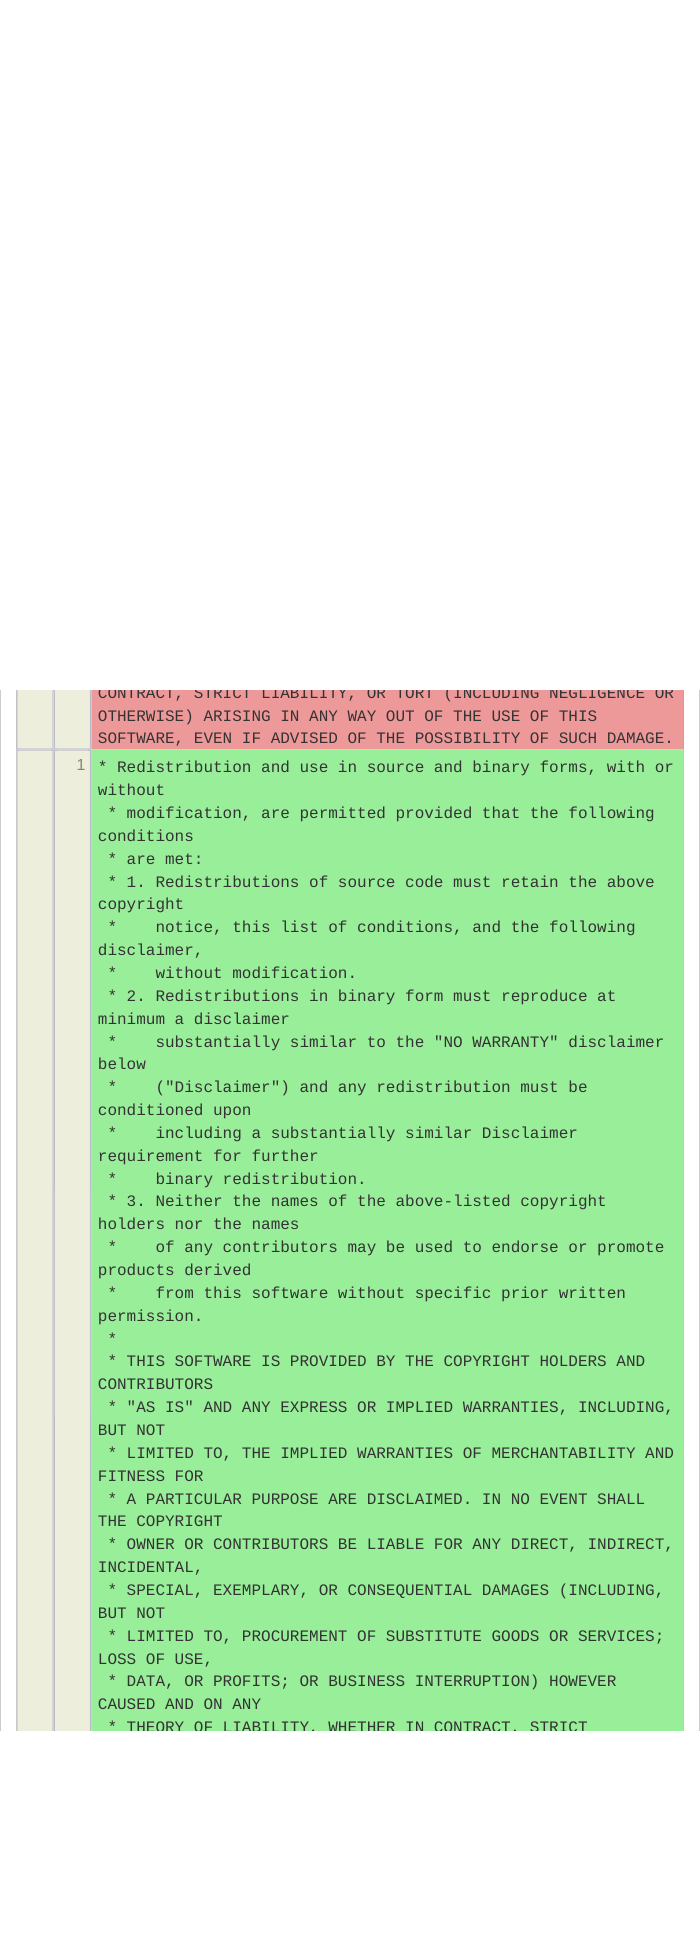 CONTRACT, STRICT LIABILITY, OR TORT (INCLUDING NEGLIGENCE OR
OTHERWISE) ARISING IN ANY WAY OUT OF THE USE OF THIS
SOFTWARE, EVEN IF ADVISED OF THE POSSIBILITY OF SUCH DAMAGE.
1 * Redistribution and use in source and binary forms, with or
without
 * modification, are permitted provided that the following
conditions
 * are met:
 * 1. Redistributions of source code must retain the above
copyright
 *    notice, this list of conditions, and the following
disclaimer,
 *    without modification.
 * 2. Redistributions in binary form must reproduce at
minimum a disclaimer
 *    substantially similar to the "NO WARRANTY" disclaimer
below
 *    ("Disclaimer") and any redistribution must be
conditioned upon
 *    including a substantially similar Disclaimer
requirement for further
 *    binary redistribution.
 * 3. Neither the names of the above-listed copyright
holders nor the names
 *    of any contributors may be used to endorse or promote
products derived
 *    from this software without specific prior written
permission.
 *
 * THIS SOFTWARE IS PROVIDED BY THE COPYRIGHT HOLDERS AND
CONTRIBUTORS
 * "AS IS" AND ANY EXPRESS OR IMPLIED WARRANTIES, INCLUDING,
BUT NOT
 * LIMITED TO, THE IMPLIED WARRANTIES OF MERCHANTABILITY AND
FITNESS FOR
 * A PARTICULAR PURPOSE ARE DISCLAIMED. IN NO EVENT SHALL
THE COPYRIGHT
 * OWNER OR CONTRIBUTORS BE LIABLE FOR ANY DIRECT, INDIRECT,
INCIDENTAL,
 * SPECIAL, EXEMPLARY, OR CONSEQUENTIAL DAMAGES (INCLUDING,
BUT NOT
 * LIMITED TO, PROCUREMENT OF SUBSTITUTE GOODS OR SERVICES;
LOSS OF USE,
 * DATA, OR PROFITS; OR BUSINESS INTERRUPTION) HOWEVER
CAUSED AND ON ANY
 * THEORY OF LIABILITY, WHETHER IN CONTRACT, STRICT